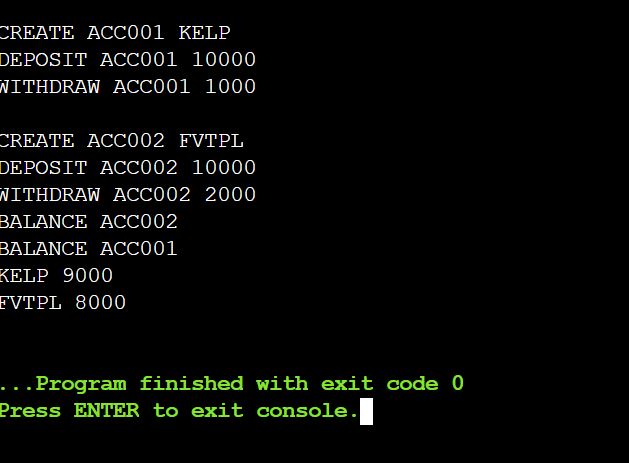 CREATE ACC001 KELP
DEPOSIT ACC001 10000
WITHDRAW ACC001 1000
CREATE ACC002 FVTPL
DEPOSIT ACC002 10000
WITHDRAW ACC002 2000
BALANCE ACC002
BALANCE ACC001
KELP 9000
FVTPL 8000
...Program finished with exit code 0
Press ENTER to exit console.